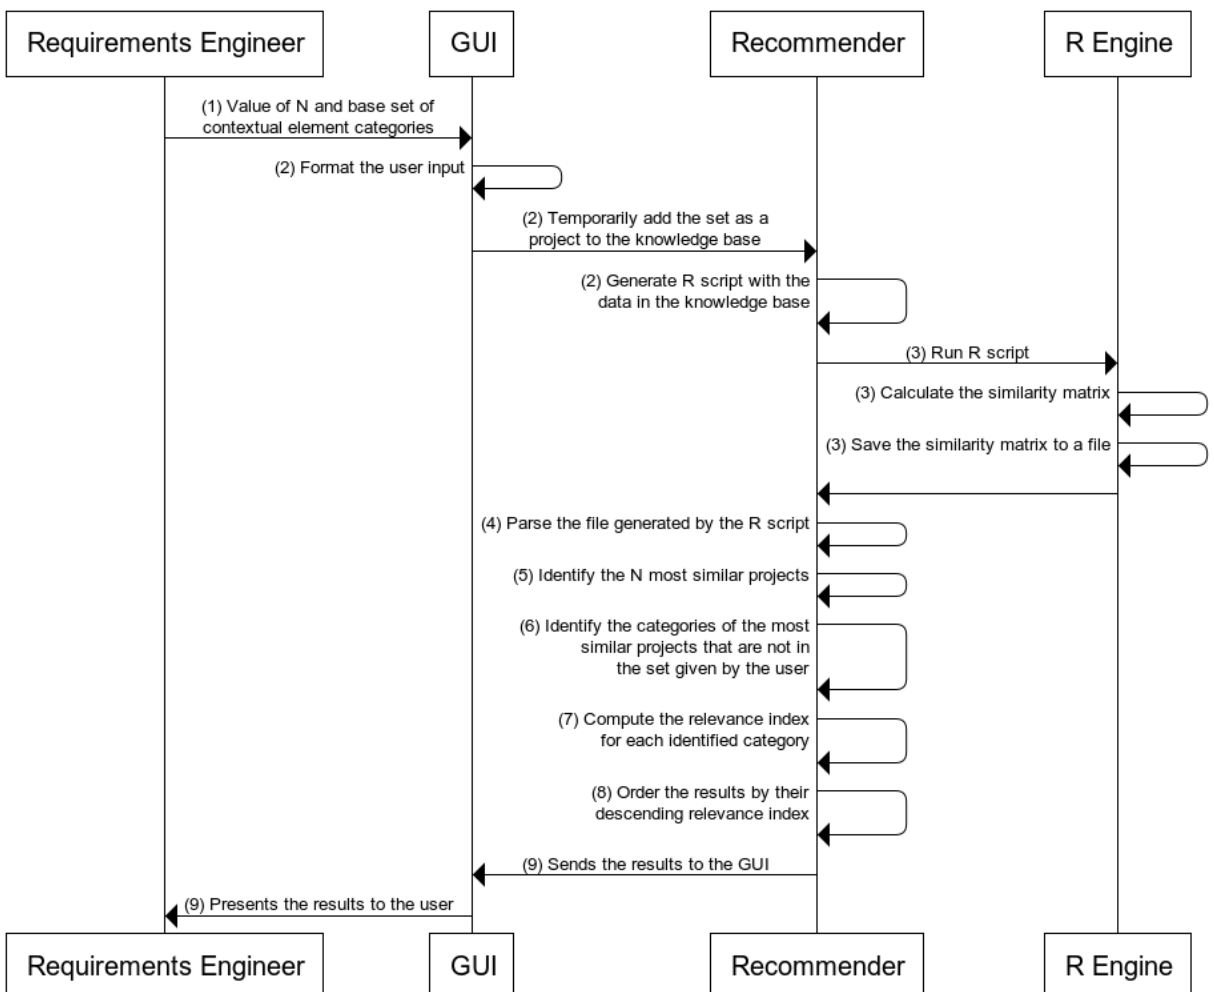 Requirements Engineer
GUI
Recommender
R Engine
(1) Value of N and base set of
contextual element categories
(2) Format the user input
(2) Temporarily add the set as a
project to the knowledge base
(2) Generate R script with the
data in the knowledge base
(3) Run R script
(3) Calculate the similarity matrix
(3) Save the similarity matrix to a file
(4) Parse the file generated by the R script
(5) Identify the N most similar projects
(6) Identify the categories of the most
similar projects that are not in
the set given by the user
(7) Compute the relevance index
for each identified category
(8) Order the results by their
descending relevance index
(9) Sends the results to the GUI
(9) Presents the results to the user
Requirements Engineer
GUI
Recommender
R Engine